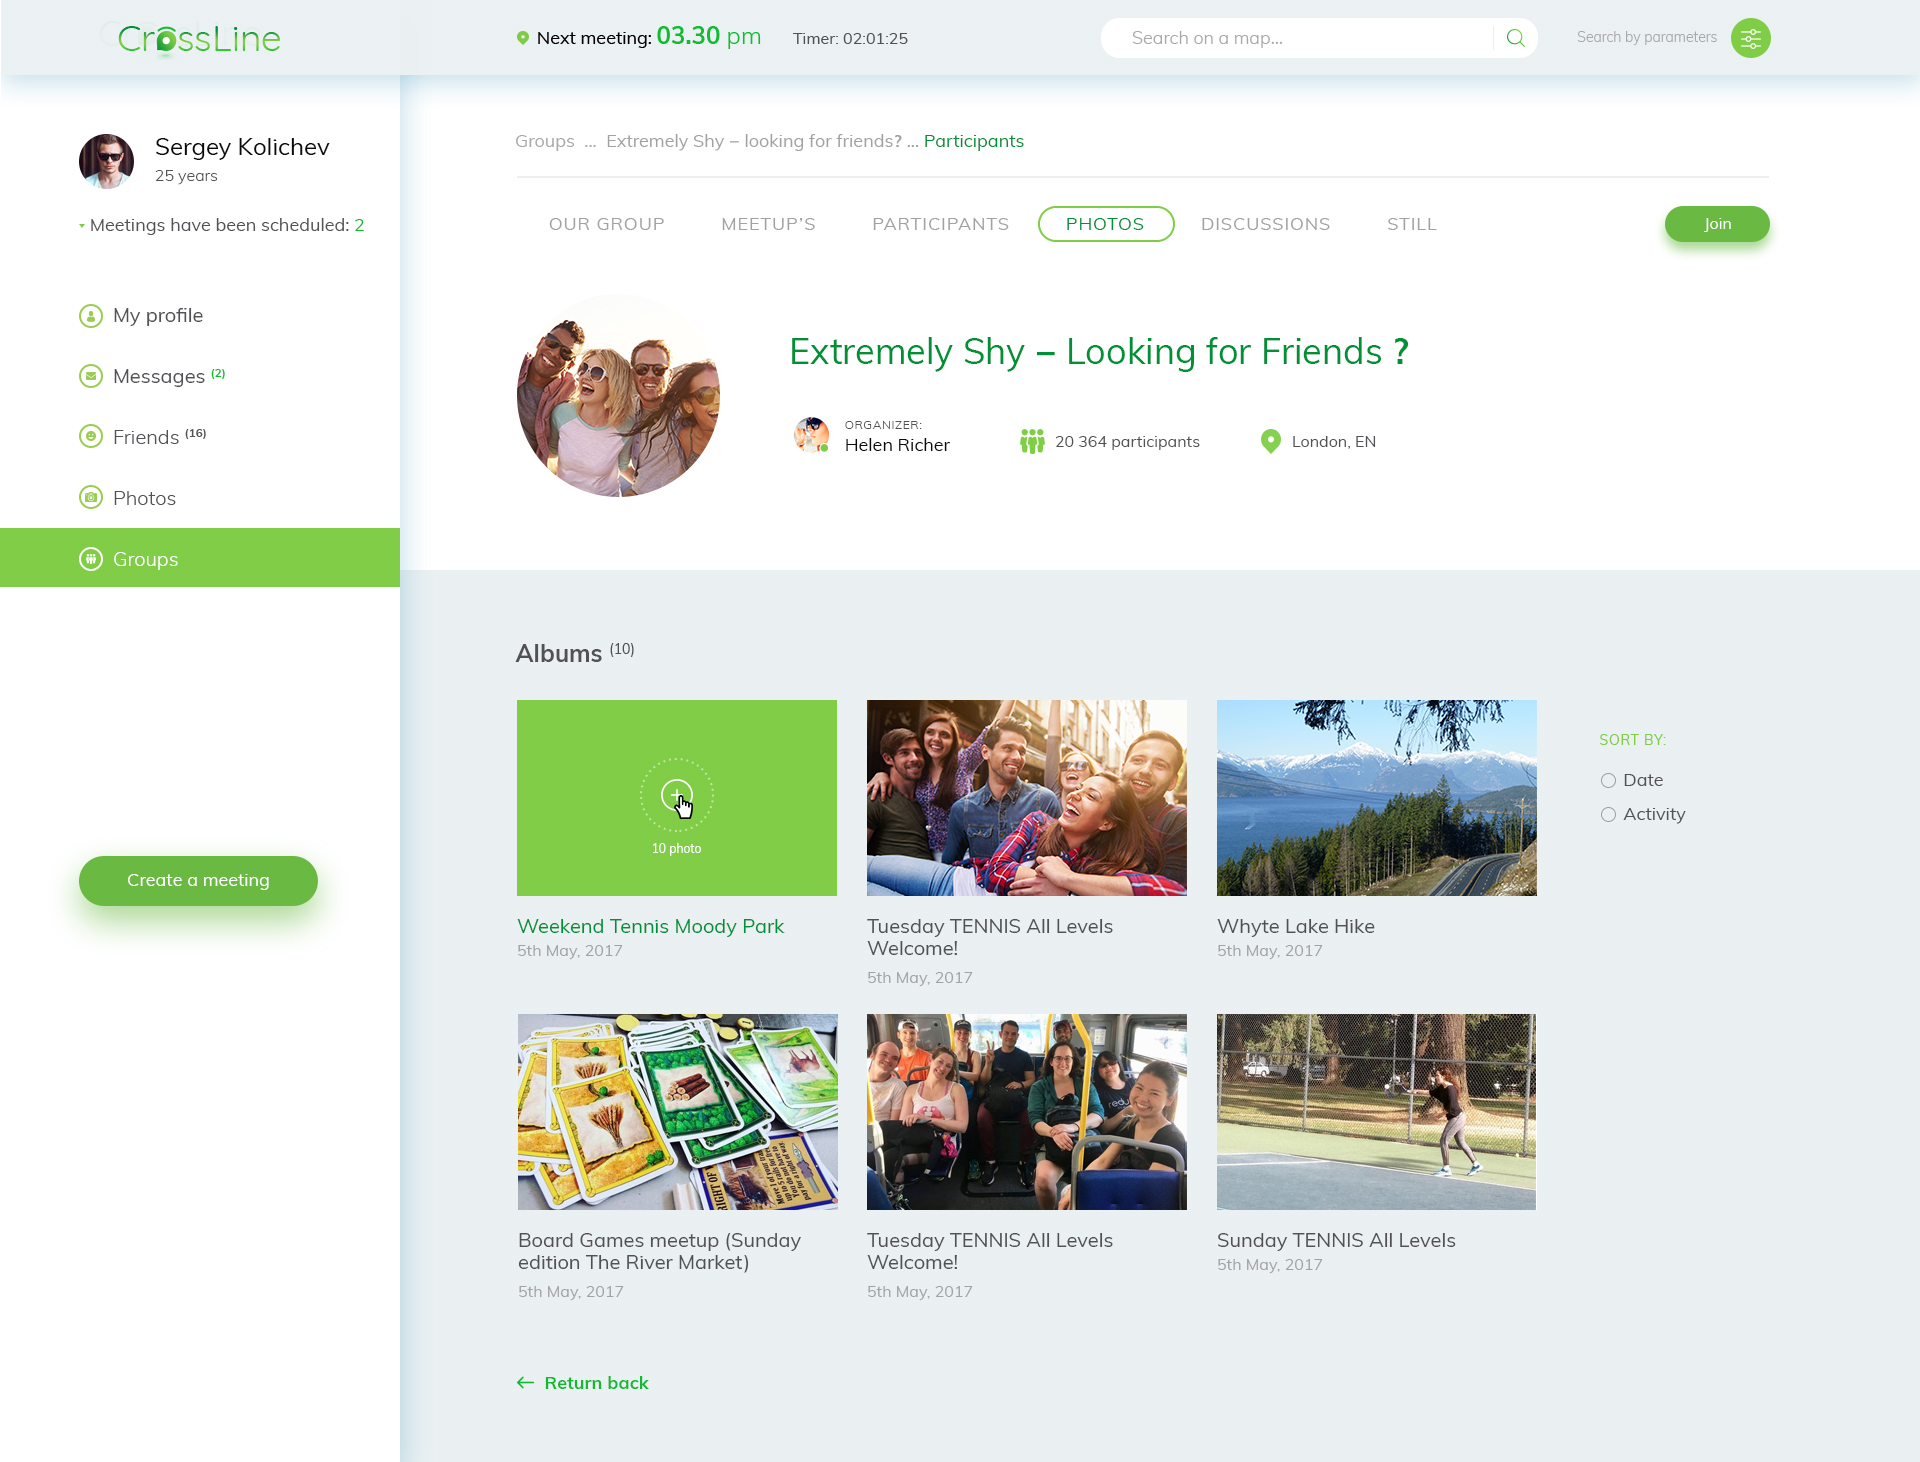 CrossLine
Next meeting: 03.30 pm
Timer: 02:01:25
Search on a map...
Search by parameters
Sergey Kolichev
25 years
Meetings have been scheduled: 2
My profile
Messages (2)
Friends (16)
Photos
Groups
Create a meeting
Groups ... Extremely Shy – looking for friends? ... Participants
OUR GROUP
MEETUP'S
PARTICIPANTS
PHOTOS
DISCUSSIONS
STILL
Join
Extremely Shy – Looking for Friends ?
ORGANIZER:
Helen Richer
20 364 participants
London, EN
Albums (10)
10 photo
Weekend Tennis Moody Park
5th May, 2017
Tuesday TENNIS All Levels
Welcome!
5th May, 2017
Whyte Lake Hike
5th May, 2017
SORT BY:
Date
Activity
RIGHT OF
Board Games meetup (Sunday
edition The River Market)
5th May, 2017
Tuesday TENNIS All Levels
Welcome!
5th May, 2017
Sunday TENNIS All Levels
5th May, 2017
Return back